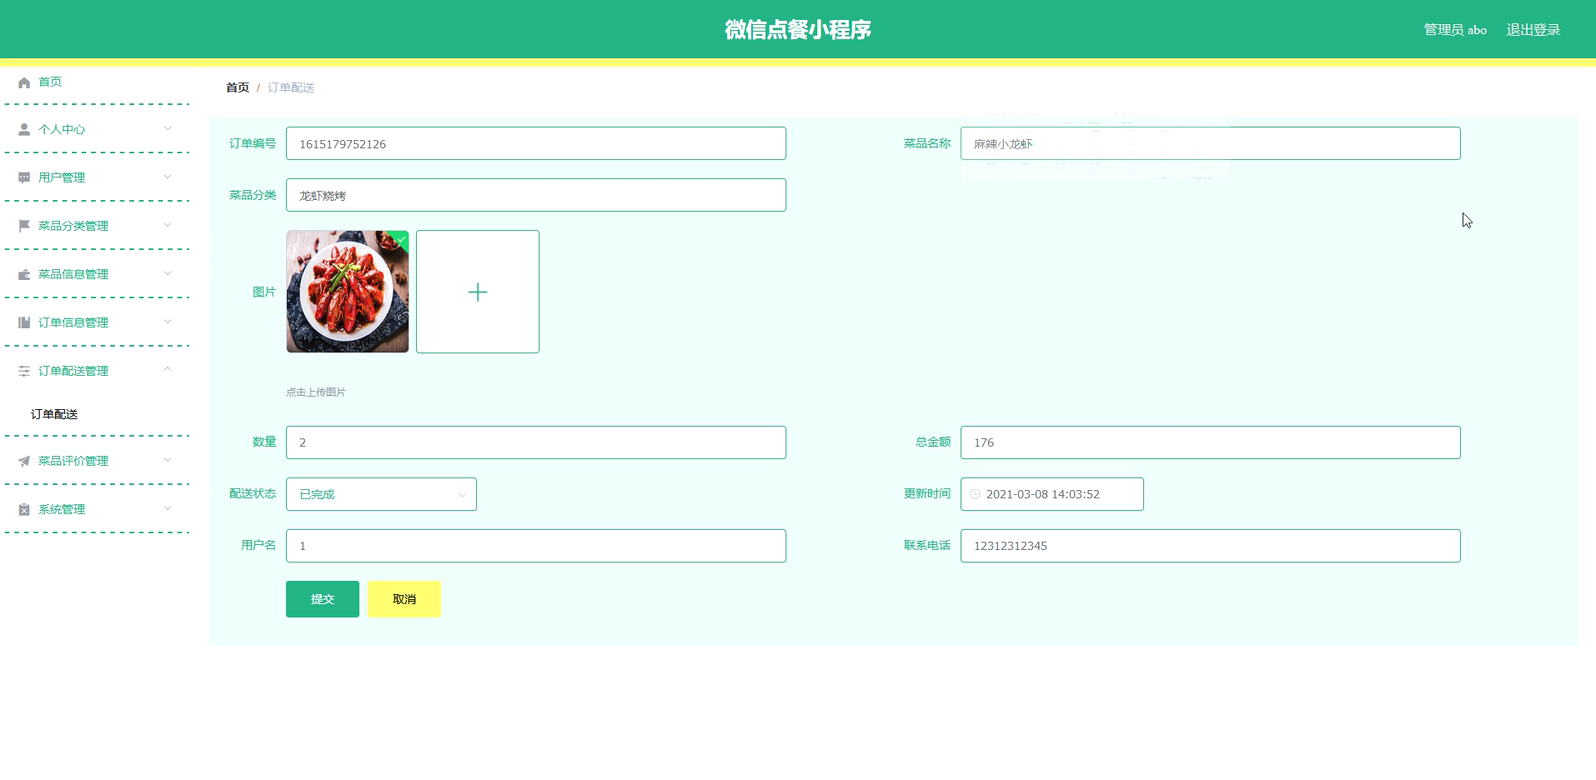 微信点餐小程序
管理员 abo 退出登录
首页
个人中心
用户管理
菜品分类管理
菜品信息管理
订单信息管理
订单配送管理
订单配送
菜品评价管理
系统管理
首页 / 订单配送
订单编号 1615179752126 菜品名称 麻辣小龙虾
菜品分类 龙虾烧烤
图片
点击上传图片
数量 2 总金额 176
配送状态 已完成 更新时间 2021-03-08 14:03:52
用户名 1 联系电话 12312312345
提交 取消